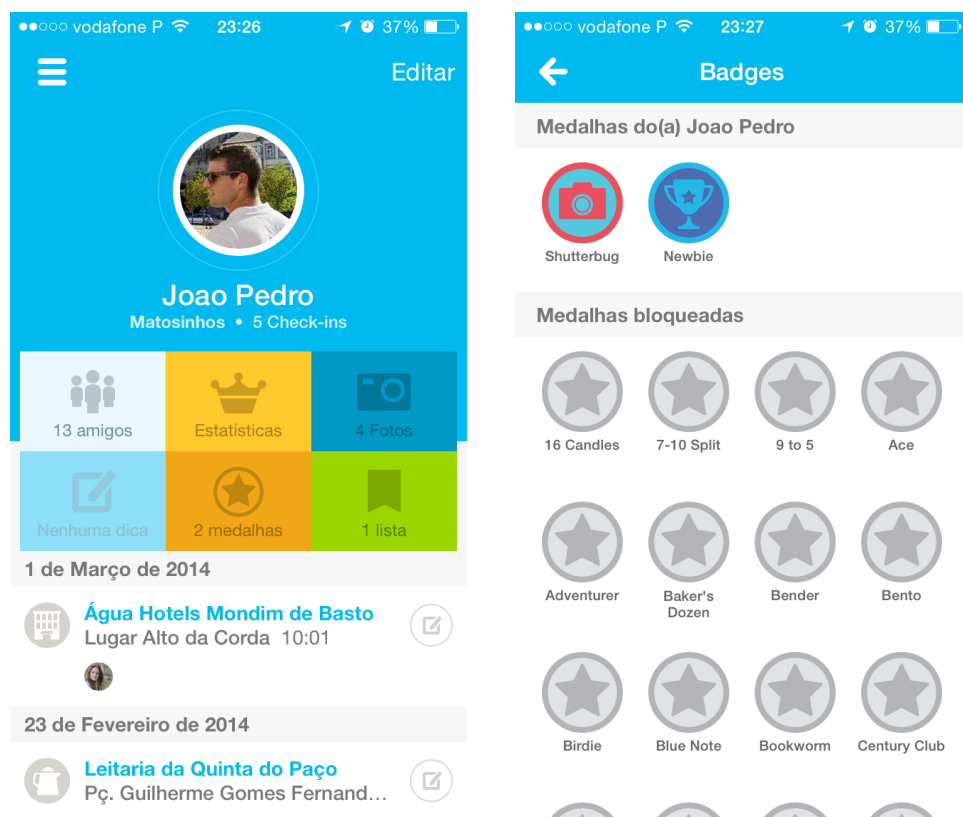 vodafone P 23:26 37%
Editar
Joao Pedro
Matosinhos • 5 Check-ins
13 amigos Estatísticas 4 Fotos
Nenhuma dica 2 medalhas 1 lista
1 de Março de 2014
Água Hotels Mondim de Basto
Lugar Alto da Corda 10:01
23 de Fevereiro de 2014
Leitaria da Quinta do Paço
Pç. Guilherme Gomes Fernand...
vodafone P 23:27 37%
Badges
Medalhas do(a) Joao Pedro
Shutterbug Newbie
Medalhas bloqueadas
16 Candles 7-10 Split 9 to 5 Ace
Adventurer Baker's Dozen Bender Bento
Birdie Blue Note Bookworm Century Club